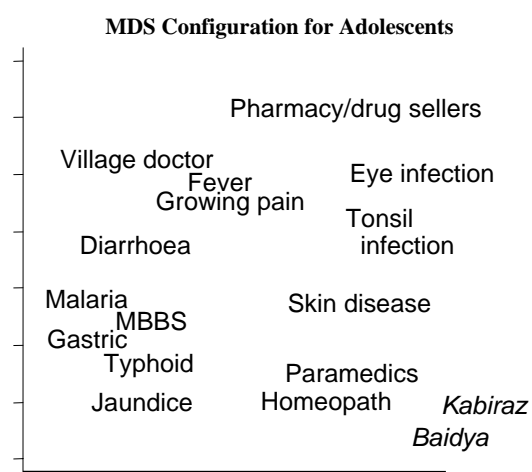 MDS Configuration for Adolescents
Pharmacy/drug sellers
Village doctor
Fever
Eye infection
Growing pain
Tonsil
infection
Diarrhoea
Malaria
Skin disease
MBBS
Gastric
Typhoid
Paramedics
Jaundice
Homeopath
Kabiraz
Baidya